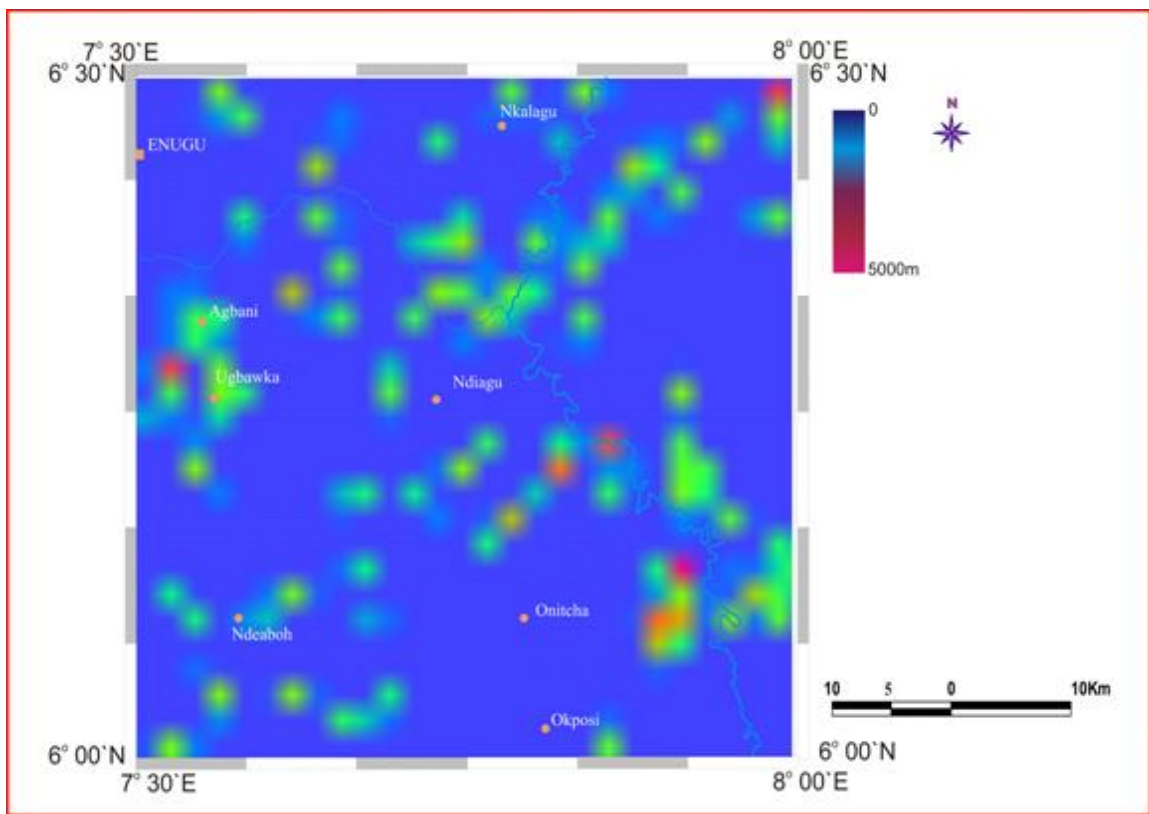 7° 30`E
8° 00`E
6° 30`N
6° 30`N
0
N
Nkalagu
ENUGU
5000m
Agbani
Ugbawka
Ndiagu
Onitcha
Ndeaboh
10 5 0 10Km
Okposi
6° 00`N
6° 00`N
7° 30`E
8° 00`E